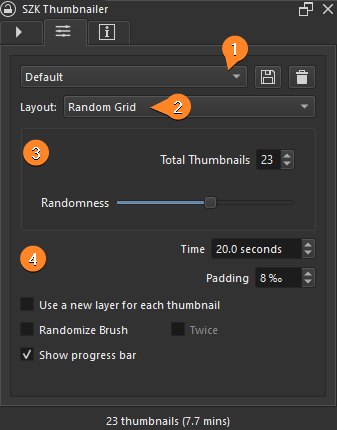 SZK Thumbnailer
1
Default
Layout: Random Grid 2
3
Total Thumbnails 23
Randomness
4
Time 20.0 seconds
Padding 8 ‰
Use a new layer for each thumbnail
Randomize Brush Twice
Show progress bar
23 thumbnails (7.7 mins)